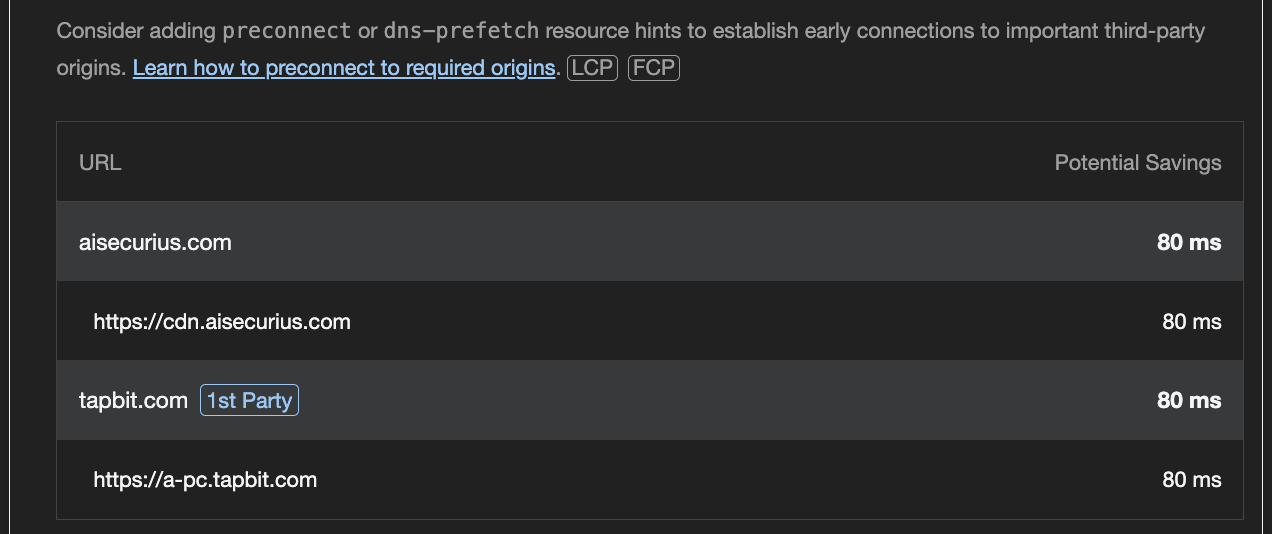 Consider adding preconnect or dns-prefetch resource hints to establish early connections to important third-party
origins. Learn how to preconnect to required origins. LCP FCP
URL Potential Savings
aisecurius.com 80 ms
https://cdn.aisecurius.com 80 ms
tapbit.com 1st Party 80 ms
https://a-pc.tapbit.com 80 ms